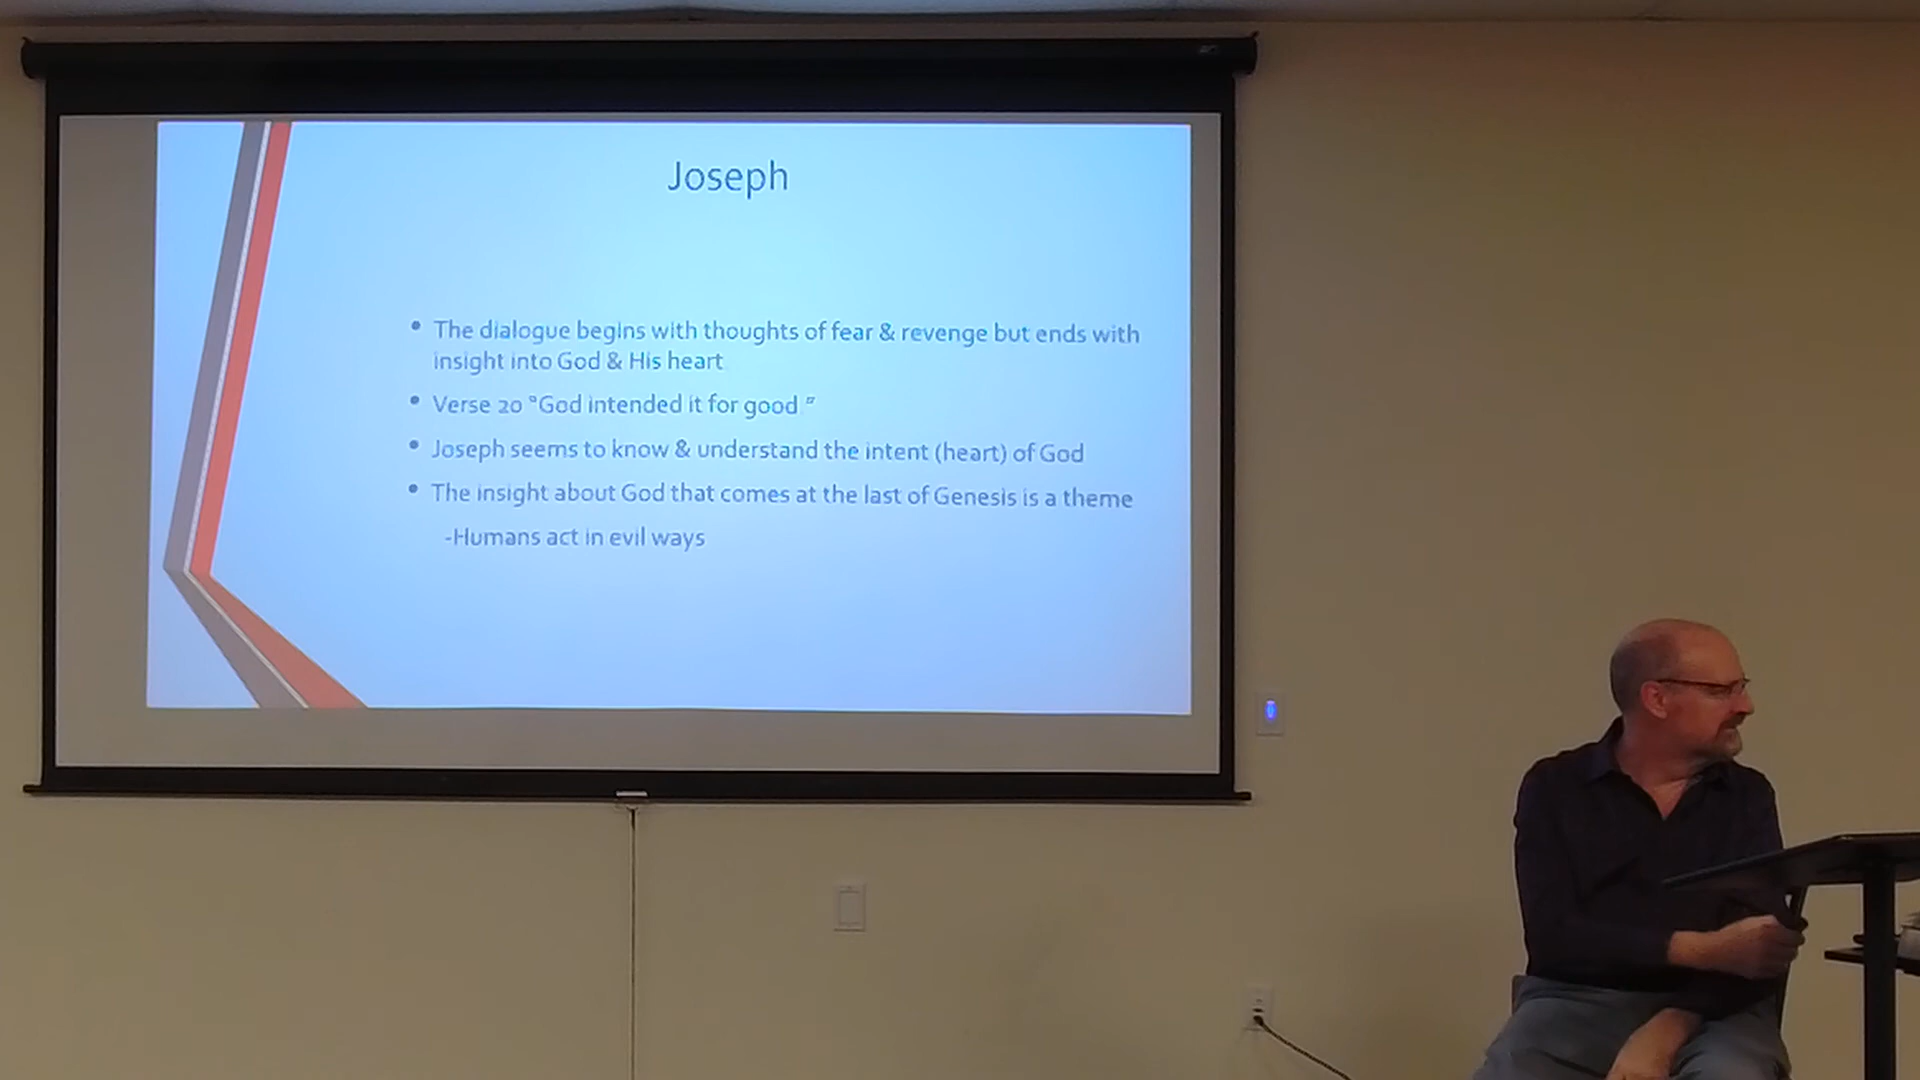 Joseph
• The dialogue begins with thoughts of fear & revenge but ends with
insight into God & His heart
• Verse 20 "God intended it for good "
• Joseph seems to know & understand the intent (heart) of God
• The insight about God that comes at the last of Genesis is a theme
-Humans act in evil ways